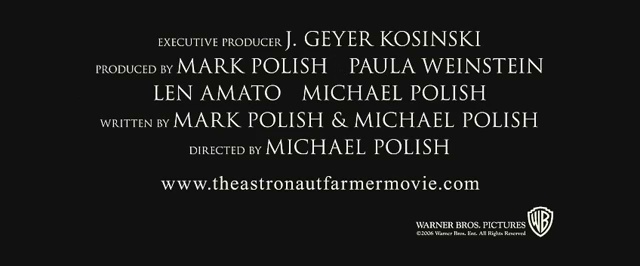 EXECUTIVE PRODUCER J. GEYER KOSINSKI
PRODUCED BY MARK POLISH PAULA WEINSTEIN
LEN AMATO MICHAEL POLISH
WRITTEN BY MARK POLISH & MICHAEL POLISH
DIRECTED BY MICHAEL POLISH
www.theastronautfarmermovie.com
WARNER BROS. PICTURES
©2006 Warner Bros. Ent. All Rights Reserved
WB